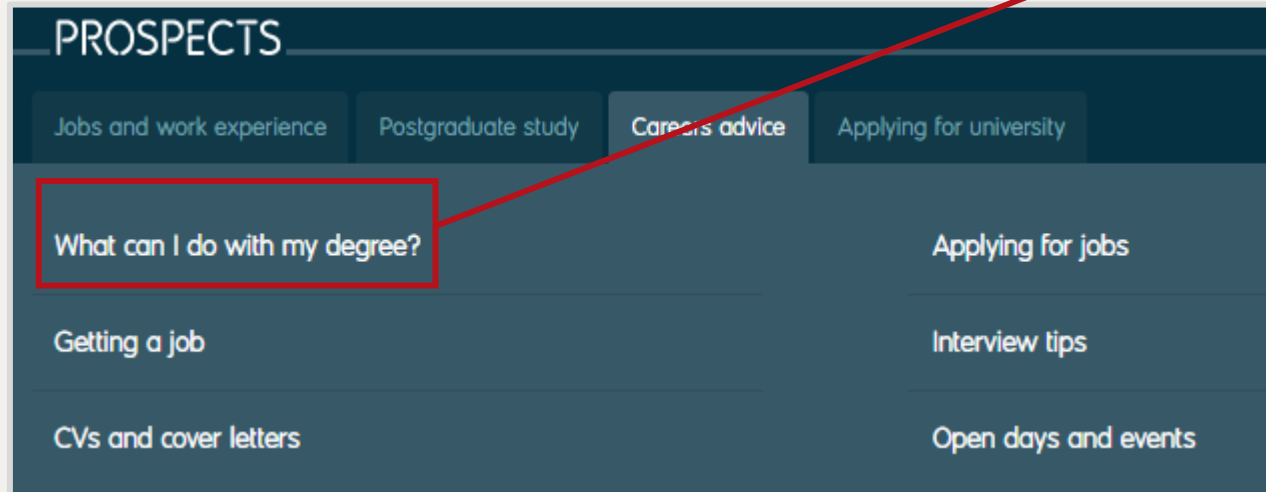 PROSPECTS
Jobs and work experience Postgraduate study Careers advice Applying for university
What can I do with my degree? Applying for jobs
Getting a job Interview tips
CVs and cover letters Open days and events